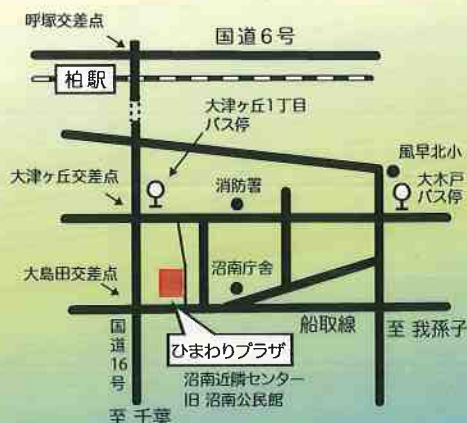 呼塚交差点
国道6号
柏駅
大津ヶ丘1丁目
バス停
風早北小
大津ヶ丘交差点
消防署
大木戸
バス停
大島田交差点
沼南庁舎
船取線
至 我孫子
国道16号
ひまわりプラザ
沼南近隣センター
旧 沼南公民館
至 千葉